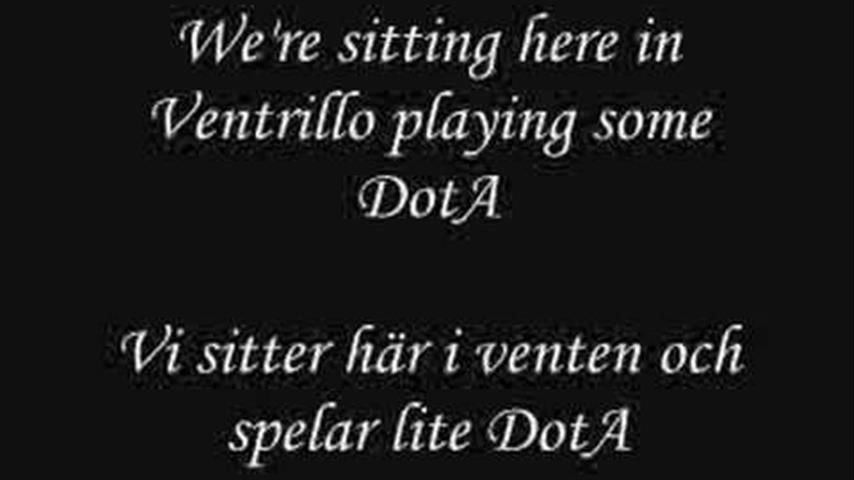 We're sitting here in
Ventrillo playing some
DotA
Vi sitter här i venten och
spelar lite DotA